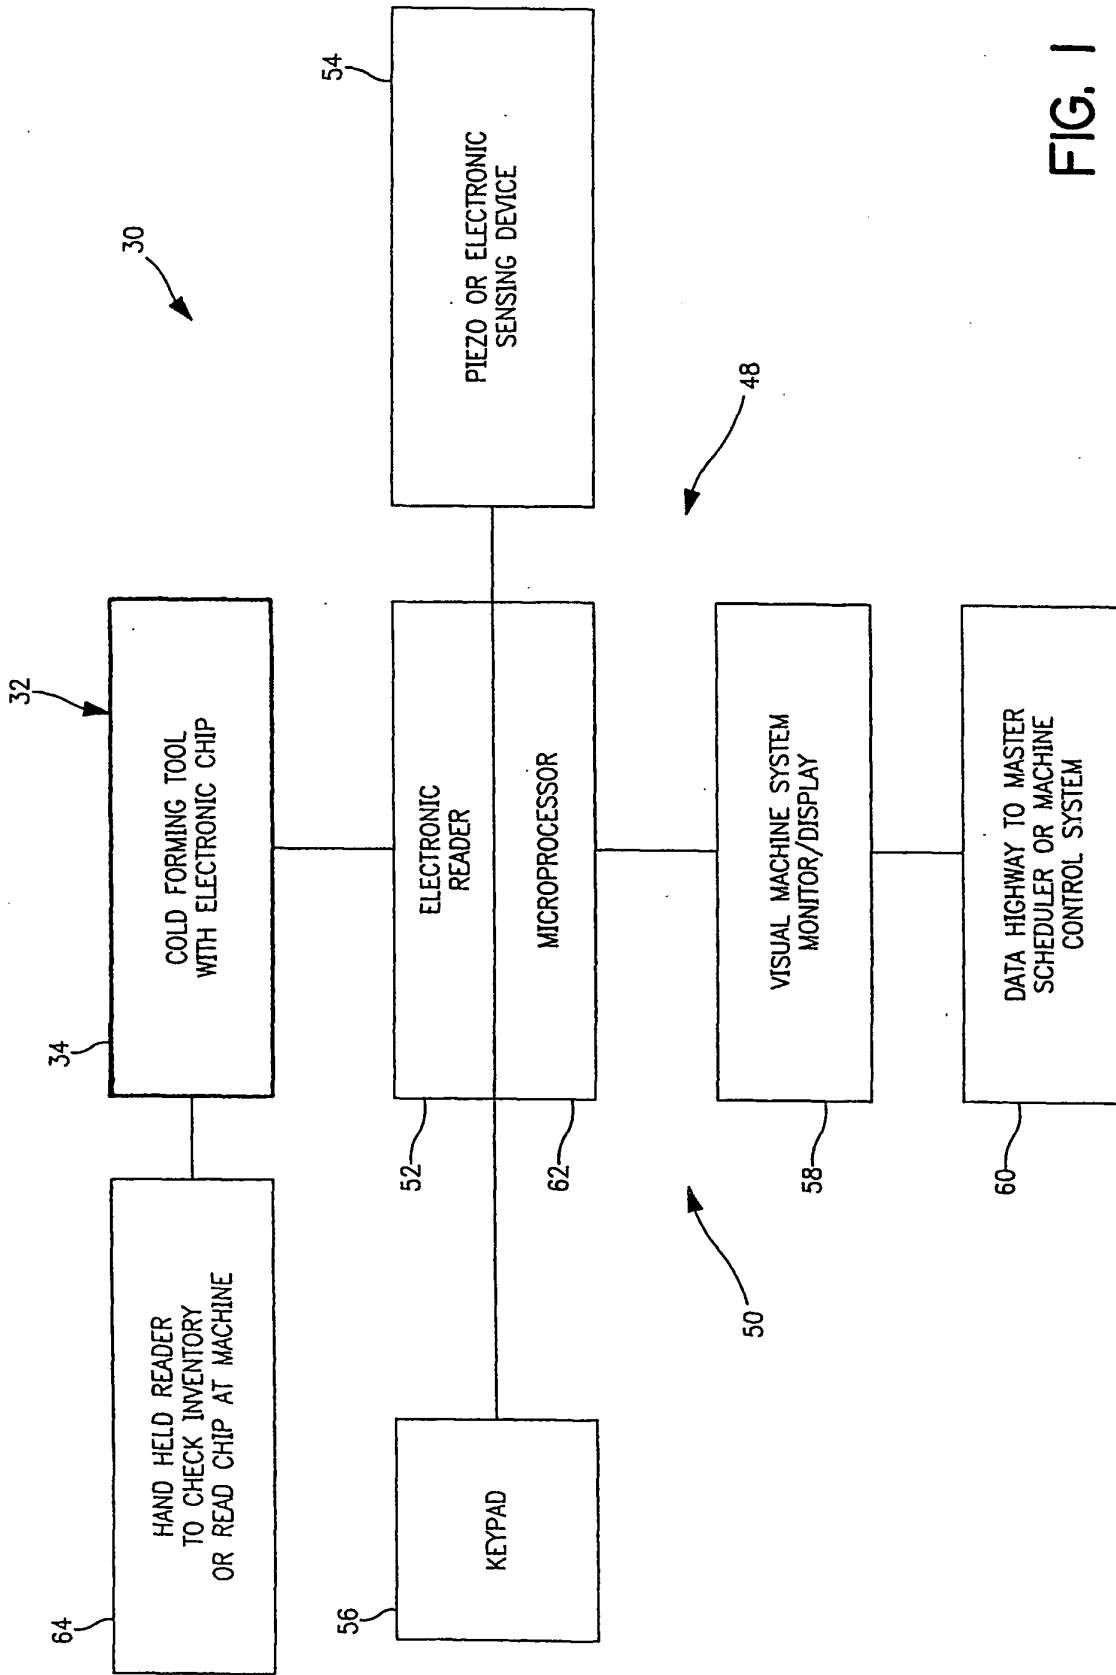 30
32
34
COLD FORMING TOOL
WITH ELECTRONIC CHIP
64
HAND HELD READER
TO CHECK INVENTORY
OR READ CHIP AT MACHINE
54
PIEZO OR ELECTRONIC
SENSING DEVICE
52
ELECTRONIC
READER
62
MICROPROCESSOR
56
KEYPAD
48
50
58
VISUAL MACHINE SYSTEM
MONITOR/DISPLAY
60
DATA HIGHWAY TO MASTER
SCHEDULER OR MACHINE
CONTROL SYSTEM
FIG. 1